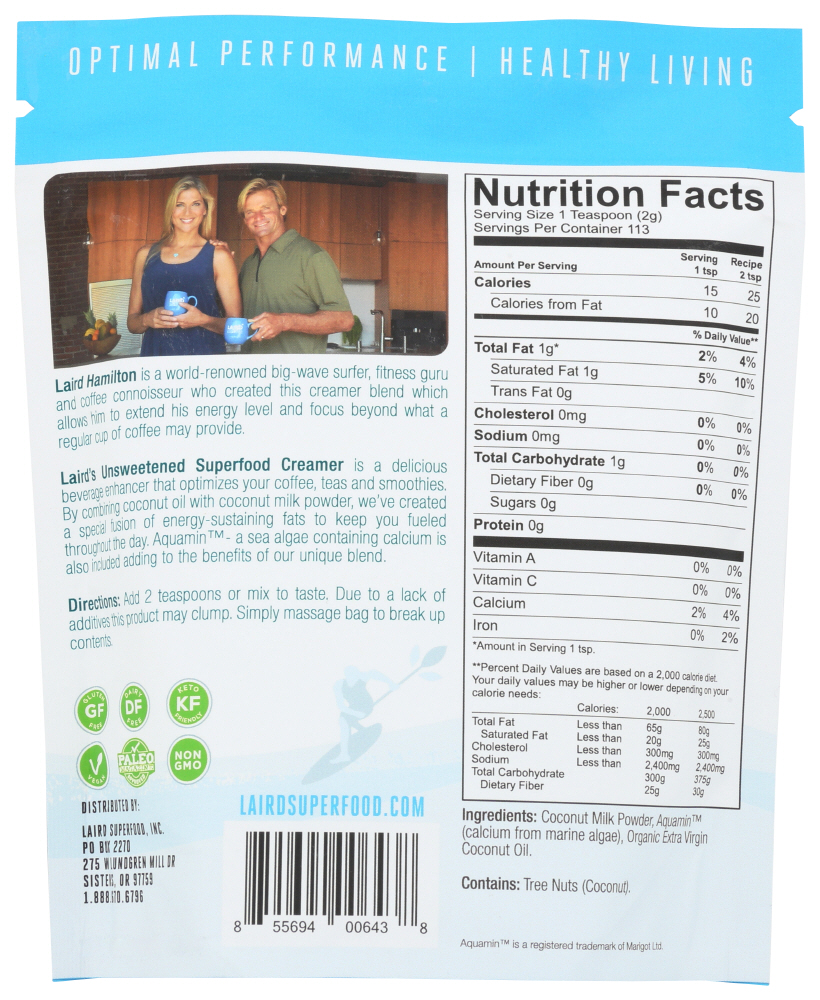 OPTIMAL PERFORMANCE | HEALTHY LIVING
LAIRD
LAIRD
Laird Hamilton is a world-renowned big-wave surfer, fitness guru
and coffee connoisseur who created this creamer blend which
allows him to extend his energy level and focus beyond what a
regular cup of coffee may provide.
Laird's Unsweetened Superfood Creamer is a delicious
beverage enhancer that optimizes your coffee, teas and smoothies.
By combining coconut oil with coconut milk powder, we've created
a special fusion of energy-sustaining fats to keep you fueled
throughout the day. Aquamin™- a sea algae containing calcium is
also included adding to the benefits of our unique blend.
Directions: Add 2 teaspoons or mix to taste. Due to a lack of
additives this product may clump. Simply massage bag to break up
contents.
GLUTEN
GF
FREE
DAIRY
DF
FREE
KETO
KF
FRIENDLY
V
VEGAN
PALEO
NON
GMO
DISTRIBUTED BY:
LAIRD SUPERFOOD, INC.
PO BOX 2270
275 W LUNDGREN MILL DR
SISTERS, OR 97759
LAIRDSUPERFOOD.COM
8 55694 00643 8
Nutrition Facts
Serving Size 1 Teaspoon (2g)
Servings Per Container 113
Amount Per Serving Serving 1 tsp Recipe 2 tsp
Calories 15 25
Calories from Fat 10 20
% Daily Value**
Total Fat 1g* 2% 4%
Saturated Fat 1g 5% 10%
Trans Fat 0g
Cholesterol 0mg 0% 0%
Sodium 0mg 0% 0%
Total Carbohydrate 1g 0% 0%
Dietary Fiber 0g 0% 0%
Sugars 0g
Protein 0g
Vitamin A 0% 0%
Vitamin C 0% 0%
Calcium 2% 4%
Iron 0% 2%
*Amount in Serving 1 tsp.
**Percent Daily Values are based on a 2,000 calorie diet.
Your daily values may be higher or lower depending on your
calorie needs:
Calories: 2,000 2,500
Total Fat Less than 65g 80g
Saturated Fat Less than 20g 25g
Cholesterol Less than 300mg 300mg
Sodium Less than 2,400mg 2,400mg
Total Carbohydrate 300g 375g
Dietary Fiber 25g 30g
Ingredients: Coconut Milk Powder, Aquamin™
(calcium from marine algae), Organic Extra Virgin
Coconut Oil.
Contains: Tree Nuts (Coconut).
Aquamin™ is a registered trademark of Marigot Ltd.